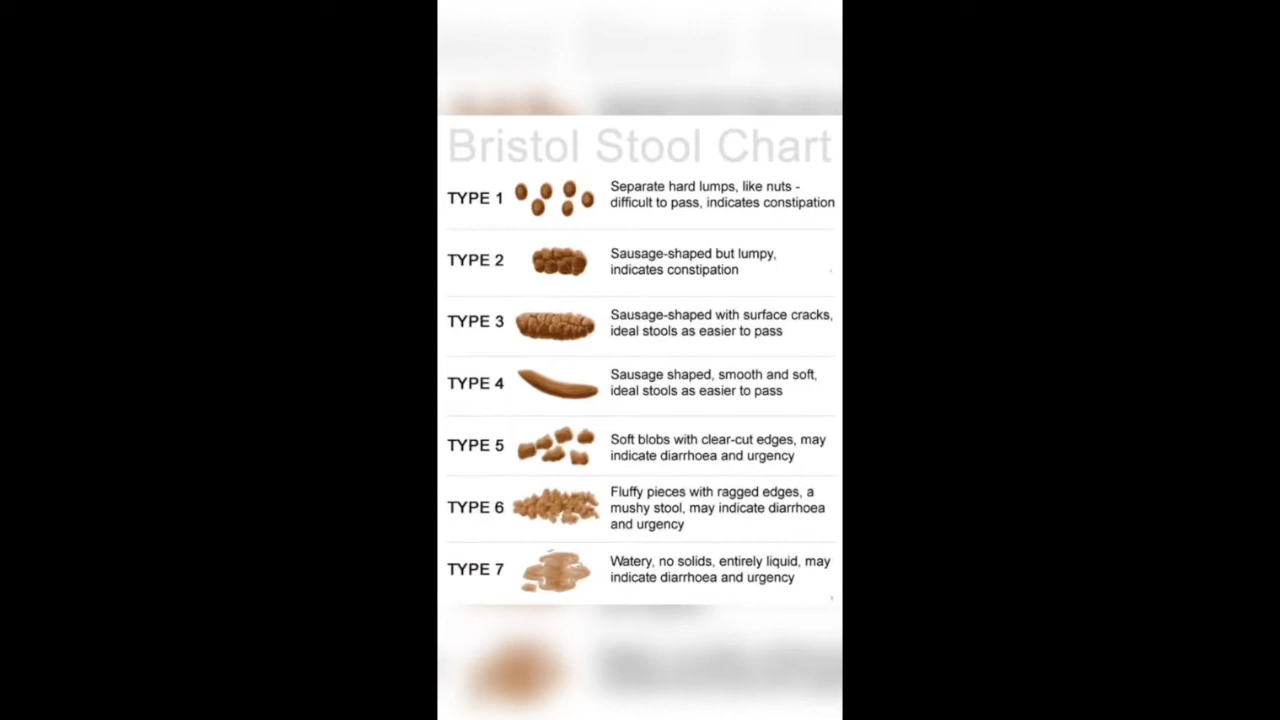 Bristol Stool Chart
TYPE 1
Separate hard lumps, like nuts -
difficult to pass, indicates constipation
TYPE 2
Sausage-shaped but lumpy,
indicates constipation
TYPE 3
Sausage-shaped with surface cracks,
ideal stools as easier to pass
TYPE 4
Sausage shaped, smooth and soft,
ideal stools as easier to pass
TYPE 5
Soft blobs with clear-cut edges, may
indicate diarrhoea and urgency
TYPE 6
Fluffy pieces with ragged edges, a
mushy stool, may indicate diarrhoea
and urgency
TYPE 7
Watery, no solids, entirely liquid, may
indicate diarrhoea and urgency